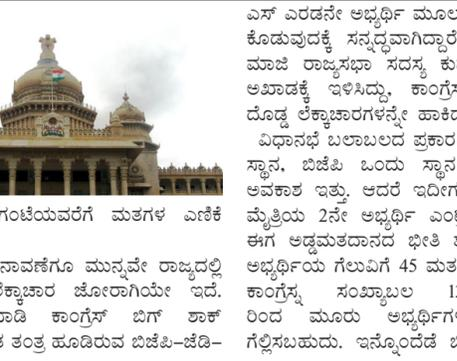 ಗಂಟೆಯವರೆಗೆ ಮತಗಳ ಎಣಿಕೆ
ನಾವಣೆಗೂ ಮುನ್ನವೇ ರಾಜ್ಯದಲ್ಲಿ
ಲೆಕ್ಕಾಚಾರ ಜೋರಾಗಿಯೇ ಇದೆ.
ಮಾಡಿ ಕಾಂಗ್ರೆಸ್ ಬಿಗ್ ಶಾಕ್
ತಂತ್ರ ಹೂಡಿರುವ ಬಿಜೆಪಿ-ಜೆಡಿ-
ಎಸ್ ಎರಡನೇ ಅಭ್ಯರ್ಥಿ ಮೂಲ
ಕೊಡುವುದಕ್ಕೆ ಸನ್ನದ್ಧವಾಗಿದ್ದಾರೆ
ಮಾಜಿ ರಾಜ್ಯಸಭಾ ಸದಸ್ಯ ಕು
ಅಖಾಡಕ್ಕೆ ಇಳಿಸಿದ್ದು, ಕಾಂಗ್ರೆಸ್
ದೊಡ್ಡ ಲೆಕ್ಕಾಚಾರಗಳನ್ನೇ ಹಾಕಿದ
ವಿಧಾನಭೆ ಬಲಾಬಲದ ಪ್ರಕಾರ
ಸ್ಥಾನ, ಬಿಜೆಪಿ ಒಂದು ಸ್ಥಾನ
ಅವಕಾಶ ಇತ್ತು. ಆದರೆ ಇದೀಗ
ಮೈತ್ರಿಯ 2ನೇ ಅಭ್ಯರ್ಥಿ ಎಂಟ್ರಿ
ಈಗ ಅಡ್ಡಮತದಾನದ ಭೀತಿ
ಅಭ್ಯರ್ಥಿಯ ಗೆಲುವಿಗೆ 45 ಮತ
ಕಾಂಗ್ರೆಸ್ನ ಸಂಖ್ಯಾಬಲ
ರಿಂದ ಮೂರು ಅಭ್ಯರ್ಥಿಗಳ
ಗೆಲ್ಲಿಸಬಹುದು. ಇನ್ನೊಂದೆಡೆ